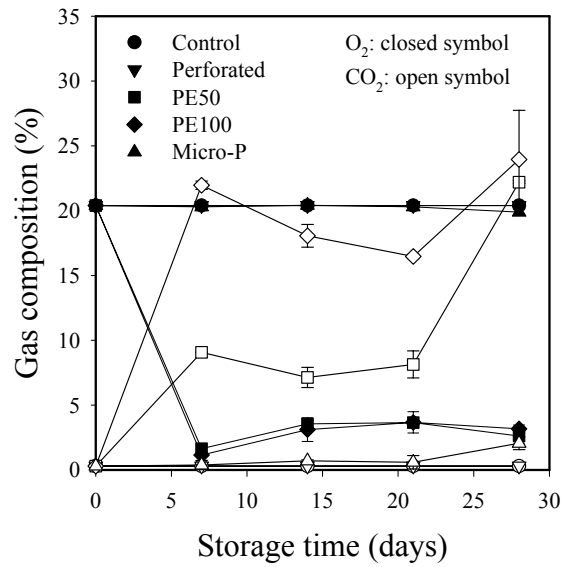 35
30
25
20
15
10
5
0
Gas composition (%)
Control
Perforated
PE50
PE100
Micro-P
O₂: closed symbol
CO₂: open symbol
0 5 10 15 20 25 30
Storage time (days)